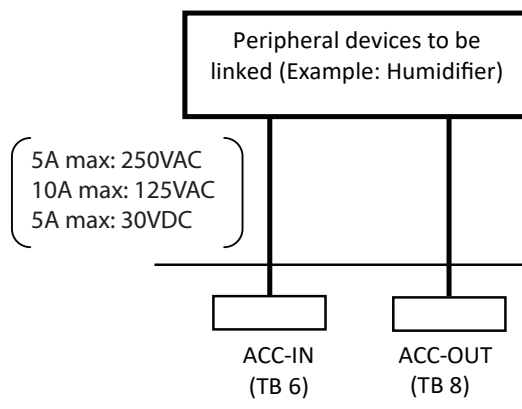 Peripheral devices to be
linked (Example: Humidifier)
5A max: 250VAC
10A max: 125VAC
5A max: 30VDC
ACC-IN
(TB 6)
ACC-OUT
(TB 8)